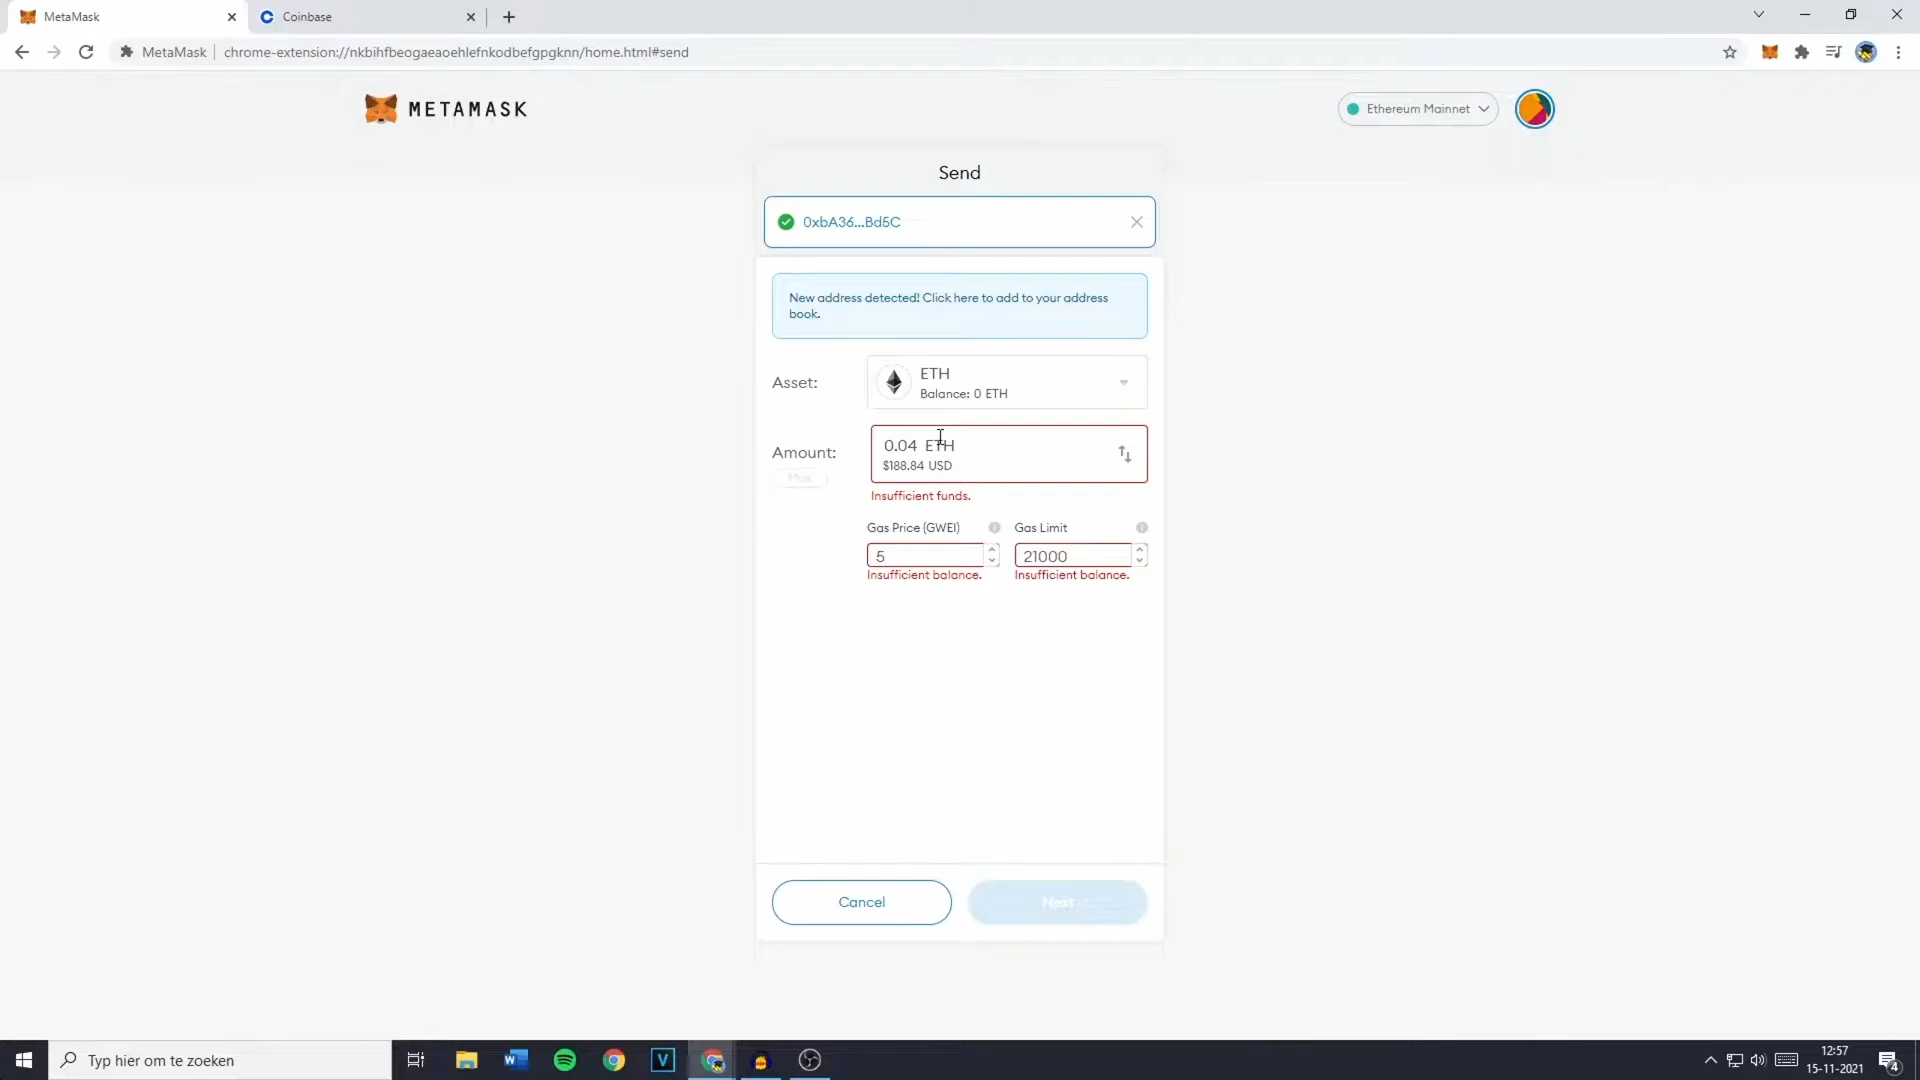 MetaMask
Coinbase
MetaMask
chrome-extension://nkbihfbeogaeaoehlefnkodbefgpgknn/home.html#send
METAMASK
Ethereum Mainnet
Send
0xbA36...Bd5C
New address detected! Click here to add to your address
book.
Asset:
ETH
Balance: 0 ETH
Amount:
Max
0.04 ETH
$188.84 USD
Insufficient funds.
Gas Price (GWEI)
Gas Limit
5
21000
Insufficient balance.
Insufficient balance.
Cancel
Next
Typ hier om te zoeken
12:57
15-11-2021
4